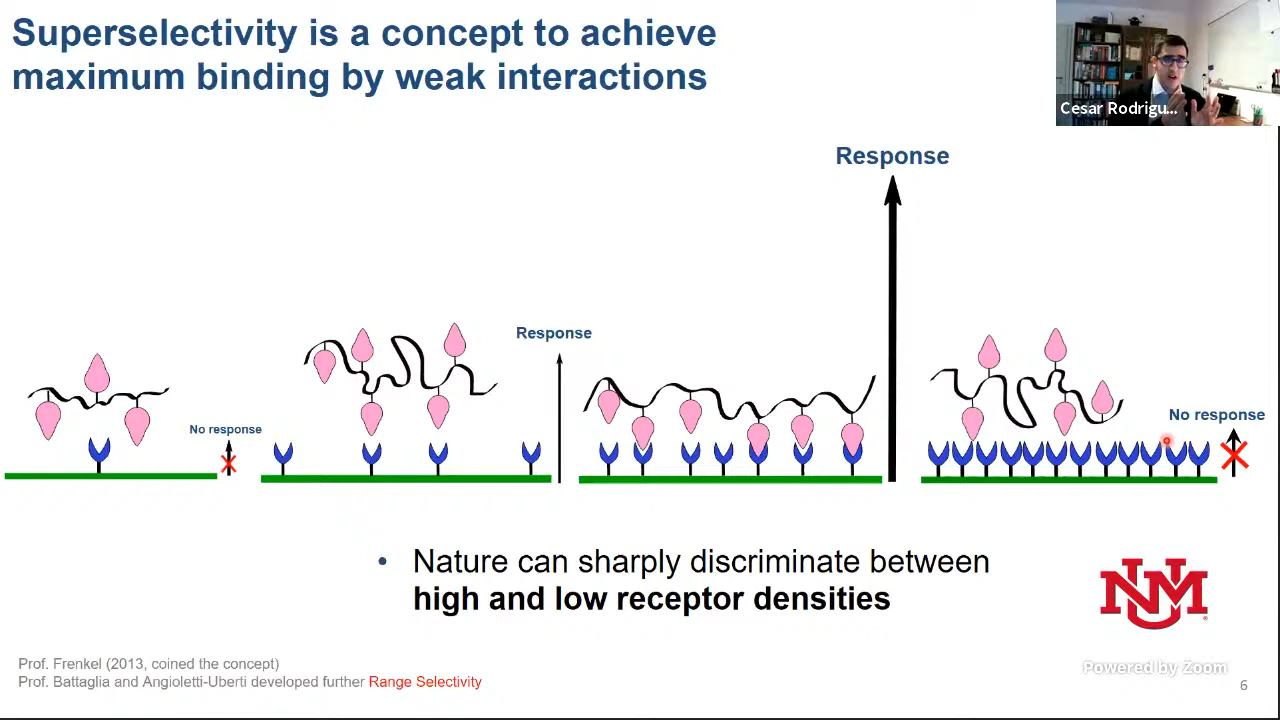 Superselectivity is a concept to achieve
maximum binding by weak interactions
Cesar Rodrigu...
Response
Response
No response
No response
• Nature can sharply discriminate between
high and low receptor densities
UNM
Prof. Frenkel (2013, coined the concept)
Prof. Battaglia and Angioletti-Uberti developed further Range Selectivity
Powered by Zoom
6